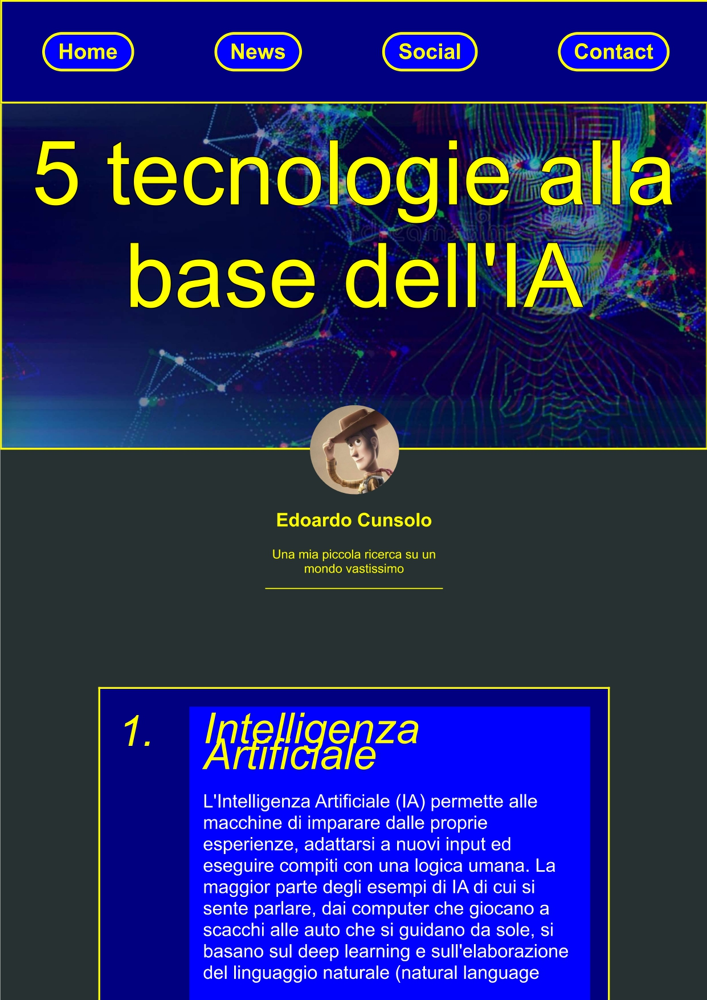 Home
News
Social
Contact
5 tecnologie alla
dreamstime
base dell'IA
Edoardo Cunsolo
Una mia piccola ricerca su un
mondo vastissimo
1.
Intelligenza
Artificiale
L'Intelligenza Artificiale (IA) permette alle
macchine di imparare dalle proprie
esperienze, adattarsi a nuovi input ed
eseguire compiti con una logica umana. La
maggior parte degli esempi di IA di cui si
sente parlare, dai computer che giocano a
scacchi alle auto che si guidano da sole, si
basano sul deep learning e sull'elaborazione
del linguaggio naturale (natural language